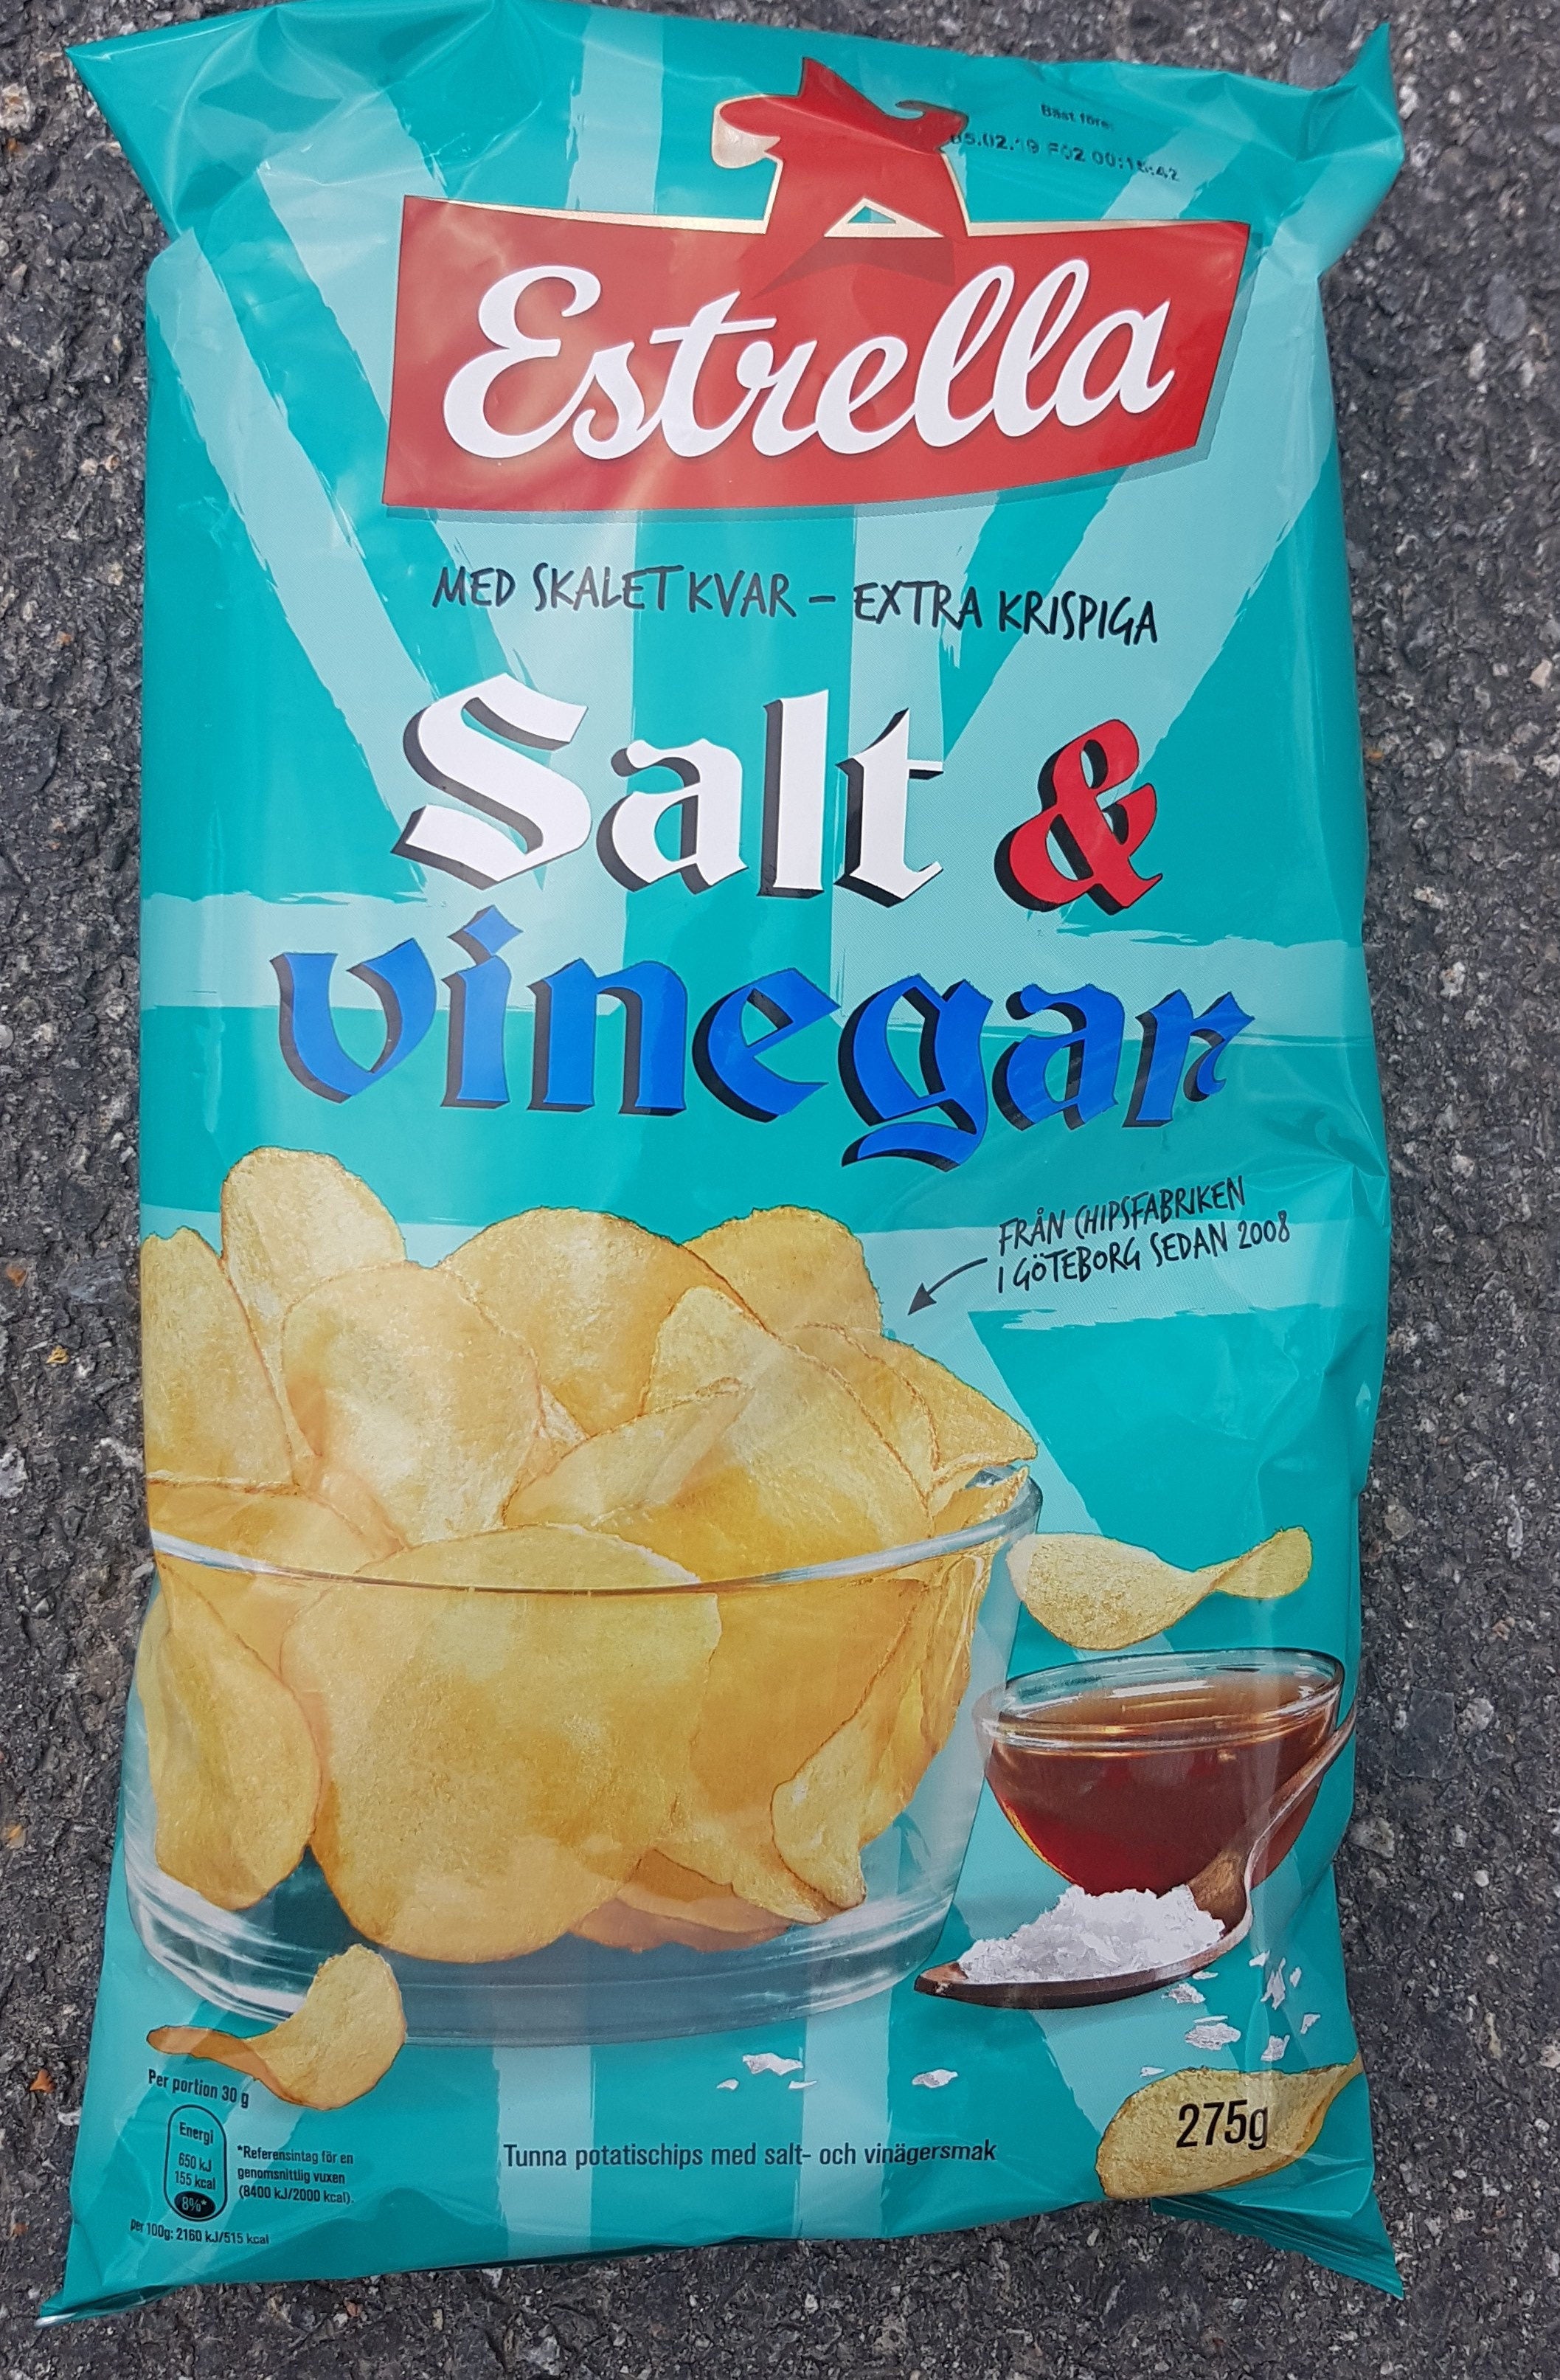 Bäst före:
05.02.19 F02 00:15:42
Estrella
MED SKALET KVAR – EXTRA KRISPIGA
Salt &
vinegar
FRÅN CHIPSFABRIKEN
I GÖTEBORG SEDAN 2008
Per portion 30 g
Energi
650 kJ
155 kcal
8%*
*Referensintag för en
genomsnittlig vuxen
(8400 kJ/2000 kcal).
per 100g: 2160 kJ/515 kcal
Tunna potatischips med salt- och vinägersmak
275g